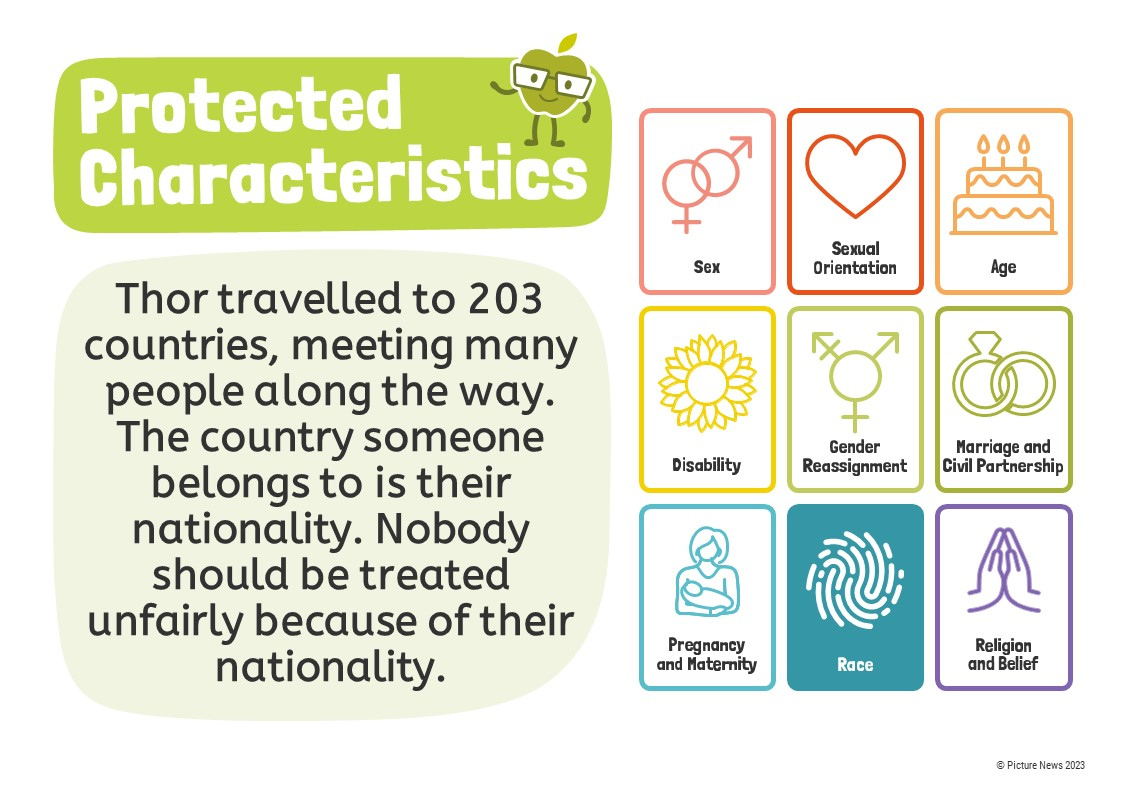 Protected
Characteristics
Thor travelled to 203
countries, meeting many
people along the way.
The country someone
belongs to is their
nationality. Nobody
should be treated
unfairly because of their
nationality.
Sex
Sexual
Orientation
Age
Disability
Gender
Reassignment
Marriage and
Civil Partnership
Pregnancy
and Maternity
Race
Religion
and Belief
© Picture News 2023